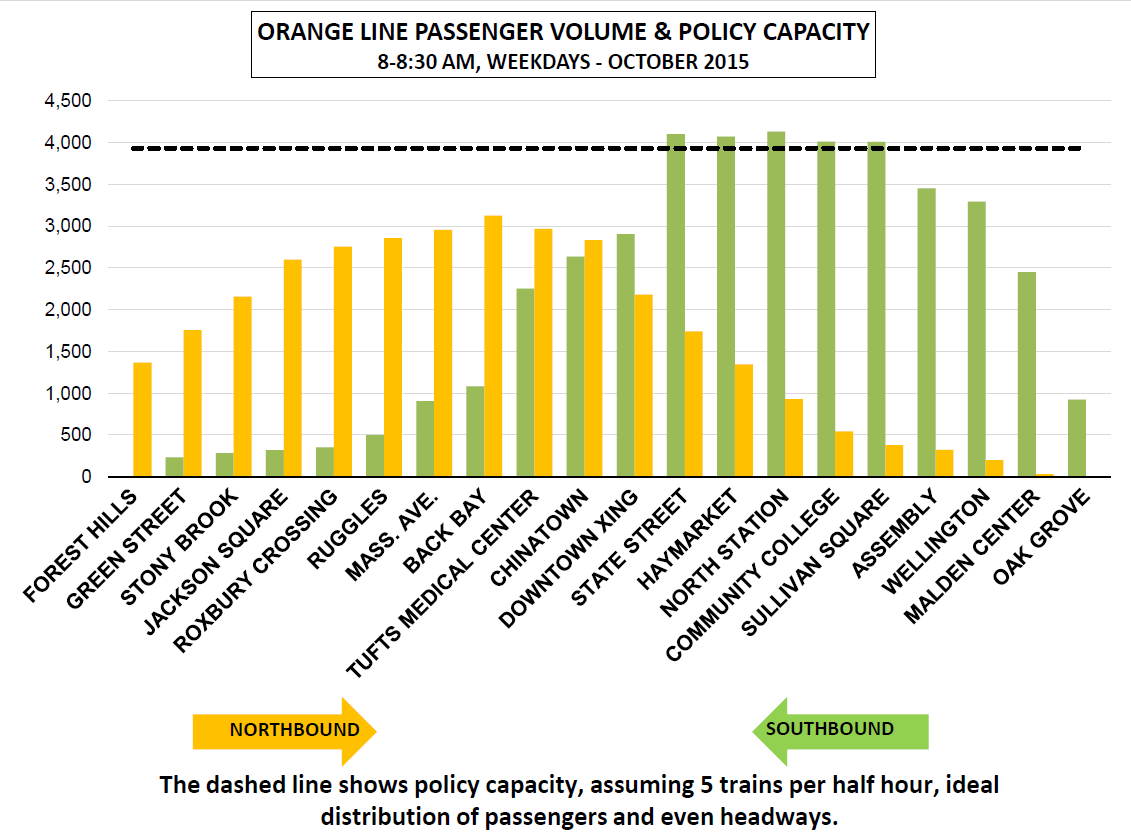 ORANGE LINE PASSENGER VOLUME & POLICY CAPACITY
8-8:30 AM, WEEKDAYS - OCTOBER 2015
4,500
4,000
3,500
3,000
2,500
2,000
1,500
1,000
500
0
FOREST HILLS
GREEN STREET
STONY BROOK
JACKSON SQUARE
ROXBURY CROSSING
RUGGLES
MASS. AVE.
BACK BAY
TUFTS MEDICAL CENTER
CHINATOWN
DOWNTOWN XING
STATE STREET
HAYMARKET
NORTH STATION
COMMUNITY COLLEGE
SULLIVAN SQUARE
ASSEMBLY
WELLINGTON
MALDEN CENTER
OAK GROVE
NORTHBOUND
SOUTHBOUND
The dashed line shows policy capacity, assuming 5 trains per half hour, ideal
distribution of passengers and even headways.